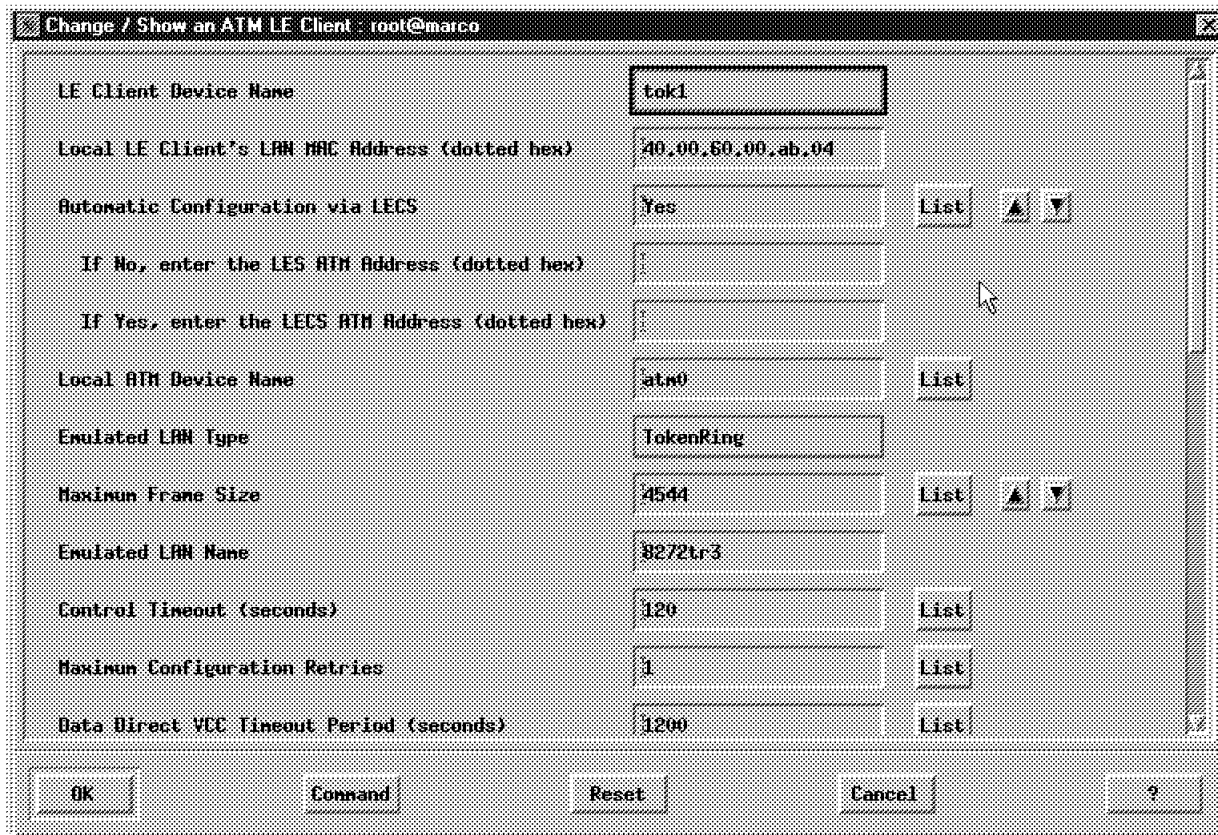 Change / Show an ATM LE Client : root@marco
LE Client Device Name tok1
Local LE Client's LAN MAC Address (dotted hex) 40.00.60.00.ab.04
Automatic Configuration via LECS Yes List
If No, enter the LES ATM Address (dotted hex)
If Yes, enter the LECS ATM Address (dotted hex)
Local ATM Device Name atm0 List
Emulated LAN Type TokenRing
Maximum Frame Size 4544 List
Emulated LAN Name 8272tr3
Control Timeout (seconds) 120 List
Maximum Configuration Retries 1 List
Data Direct VCC Timeout Period (seconds) 1200 List
OK Command Reset Cancel ?